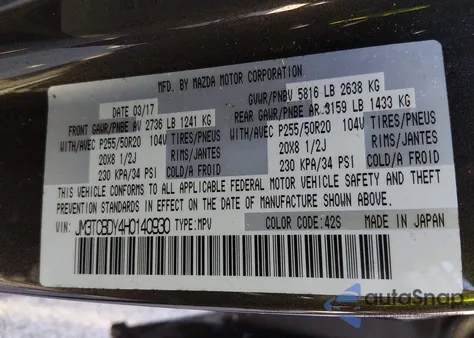 MFD. BY MAZDA MOTOR CORPORATION
DATE 03/17
GVWR/PNBV 5816 LB 2638 KG
FRONT GAWR/PNBE AV 2736 LB 1241 KG
REAR GAWR/PNBE AR 3159 LB 1433 KG
WITH/AVEC P255/50R20 104V TIRES/PNEUS
WITH/AVEC P255/50R20 104V TIRES/PNEUS
20X8 1/2J RIMS/JANTES
20X8 1/2J RIMS/JANTES
230 KPA/34 PSI COLD/A FROID
230 KPA/34 PSI COLD/A FROID
THIS VEHICLE CONFORMS TO ALL APPLICABLE FEDERAL MOTOR VEHICLE SAFETY AND THEFT
PREVENTION STANDARDS IN EFFECT ON THE DATE OF MANUFACTURE SHOWN ABOVE.
VIN: JM3TCBDY4H0140930 TYPE:MPV COLOR CODE:42S MADE IN JAPAN
autoSnap